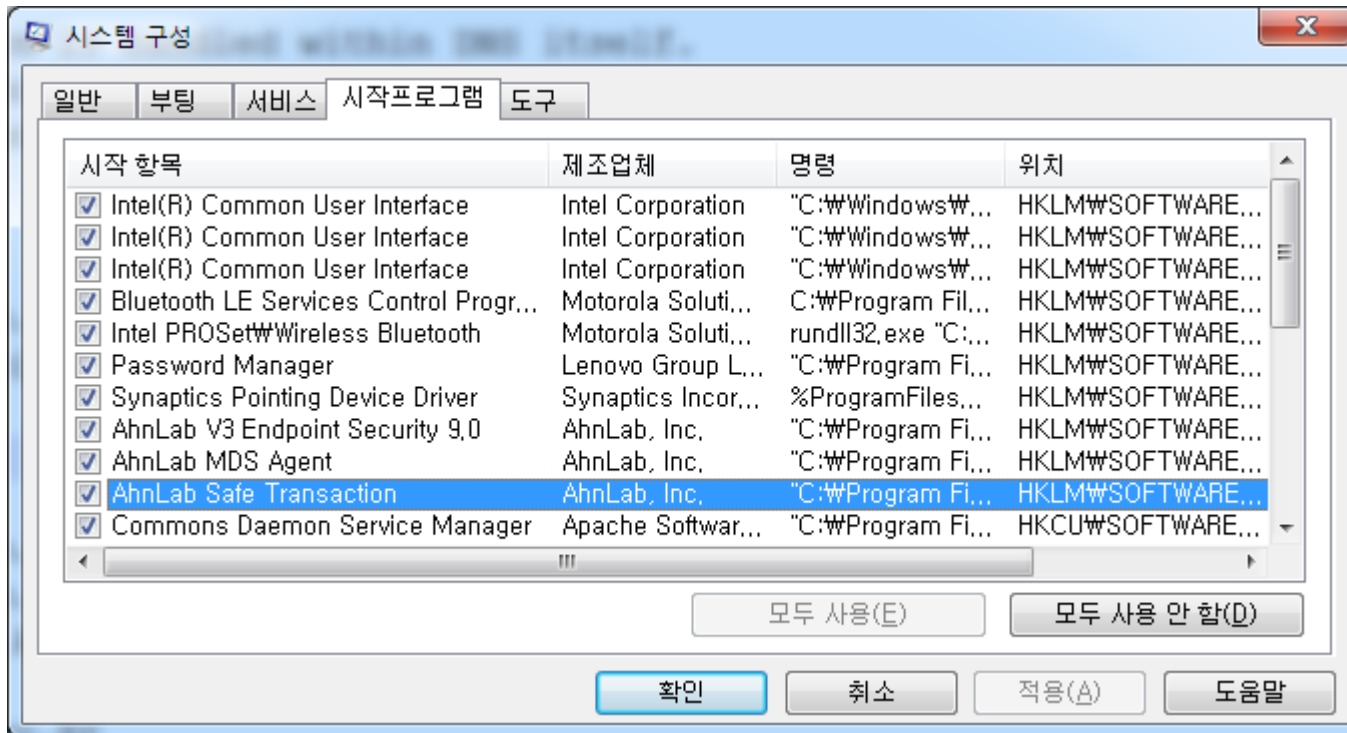 시스템 구성
within DNS itself.
일반 부팅 서비스 시작프로그램 도구
시작 항목 제조업체 명령 위치
Intel(R) Common User Interface Intel Corporation "C:₩Windows₩... HKLM₩SOFTWARE...
Intel(R) Common User Interface Intel Corporation "C:₩Windows₩... HKLM₩SOFTWARE...
Intel(R) Common User Interface Intel Corporation "C:₩Windows₩... HKLM₩SOFTWARE...
Bluetooth LE Services Control Progr... Motorola Soluti... C:₩Program Fil... HKLM₩SOFTWARE...
Intel PROSet₩Wireless Bluetooth Motorola Soluti... rundll32.exe "C:... HKLM₩SOFTWARE...
Password Manager Lenovo Group L... "C:₩Program Fi... HKLM₩SOFTWARE...
Synaptics Pointing Device Driver Synaptics Incor... %ProgramFiles... HKLM₩SOFTWARE...
AhnLab V3 Endpoint Security 9.0 AhnLab, Inc. "C:₩Program Fi... HKLM₩SOFTWARE...
AhnLab MDS Agent AhnLab, Inc. "C:₩Program Fi... HKLM₩SOFTWARE...
AhnLab Safe Transaction AhnLab, Inc. "C:₩Program Fi... HKLM₩SOFTWARE...
Commons Daemon Service Manager Apache Softwar... "C:₩Program Fi... HKCU₩SOFTWARE...
모두 사용(E) 모두 사용 안 함(D)
확인 취소 적용(A) 도움말